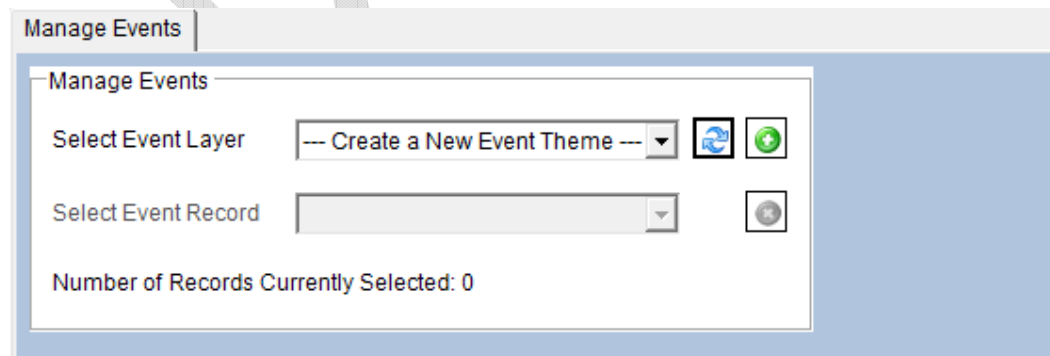 Manage Events
Manage Events
Select Event Layer --- Create a New Event Theme ---
Select Event Record
Number of Records Currently Selected: 0